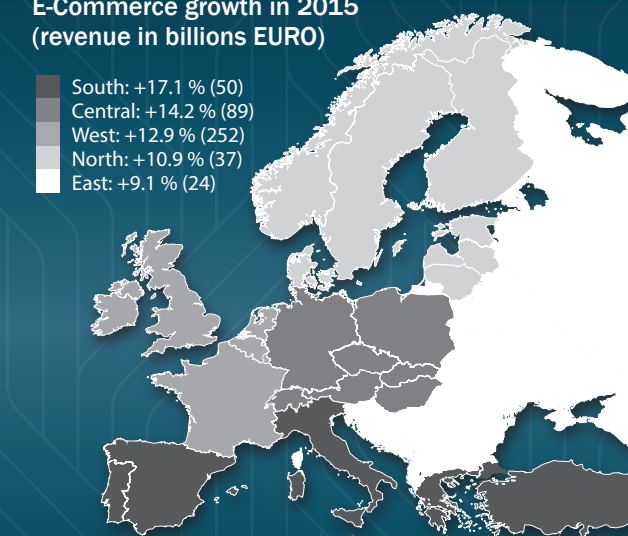 E-Commerce growth in 2015
(revenue in billions EURO)
South: +17.1 % (50)
Central: +14.2 % (89)
West: +12.9 % (252)
North: +10.9 % (37)
East: +9.1 % (24)